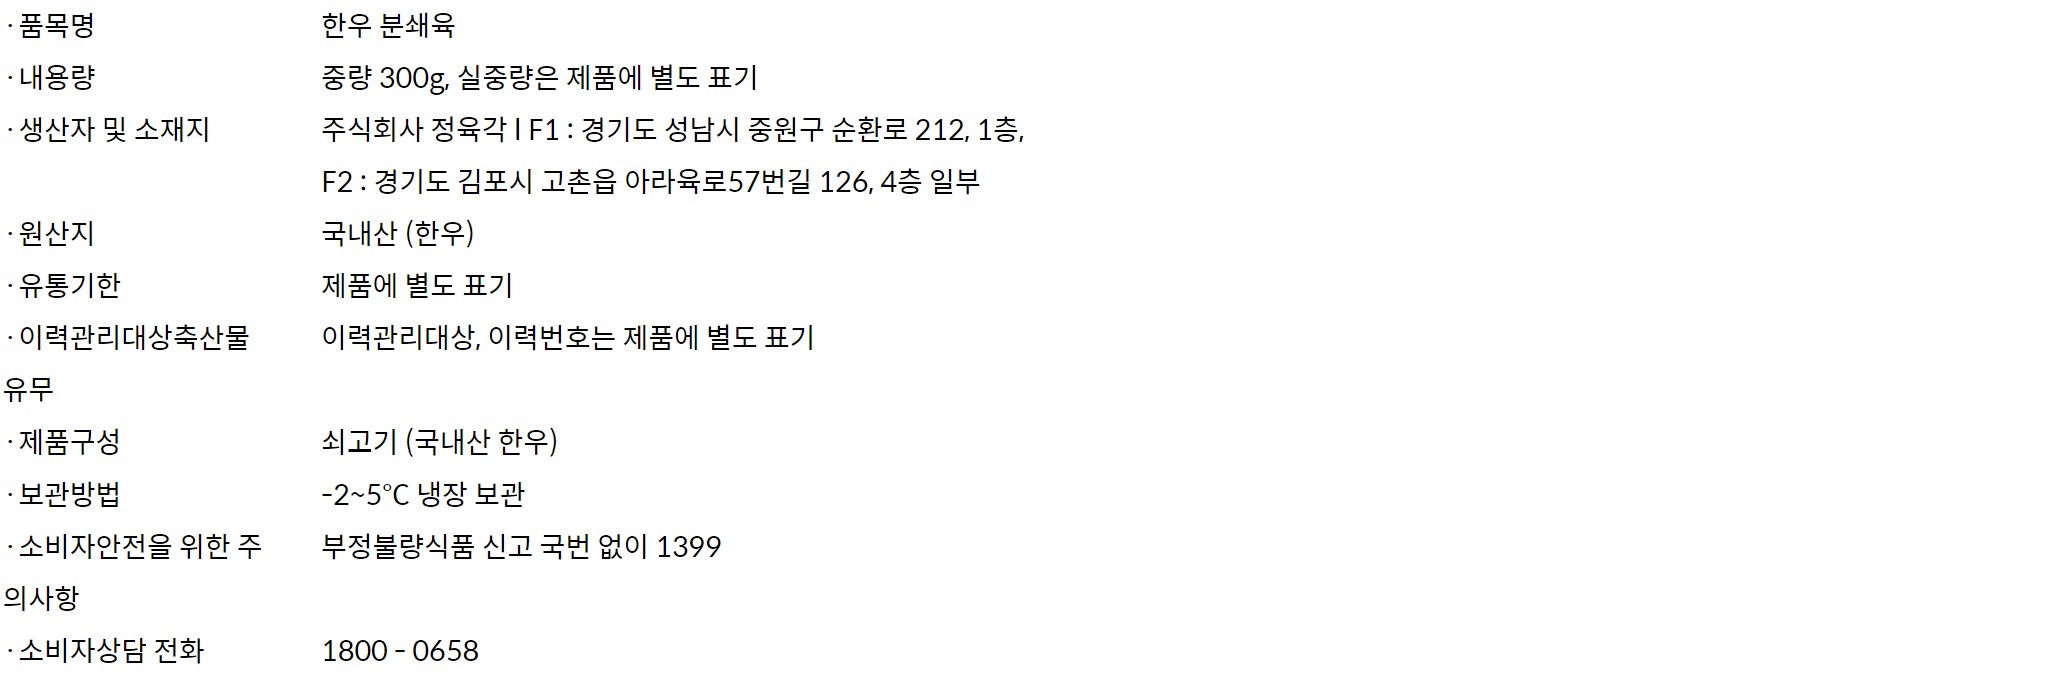 · 품목명 한우 분쇄육
· 내용량 중량 300g, 실중량은 제품에 별도 표기
· 생산자 및 소재지 주식회사 정육각 l F1 : 경기도 성남시 중원구 순환로 212, 1층,
F2 : 경기도 김포시 고촌읍 아라육로57번길 126, 4층 일부
· 원산지 국내산 (한우)
· 유통기한 제품에 별도 표기
· 이력관리대상축산물 이력관리대상, 이력번호는 제품에 별도 표기
유무
· 제품구성 쇠고기 (국내산 한우)
· 보관방법 -2~5°C 냉장 보관
· 소비자안전을 위한 주 부정불량식품 신고 국번 없이 1399
의사항
· 소비자상담 전화 1800 - 0658